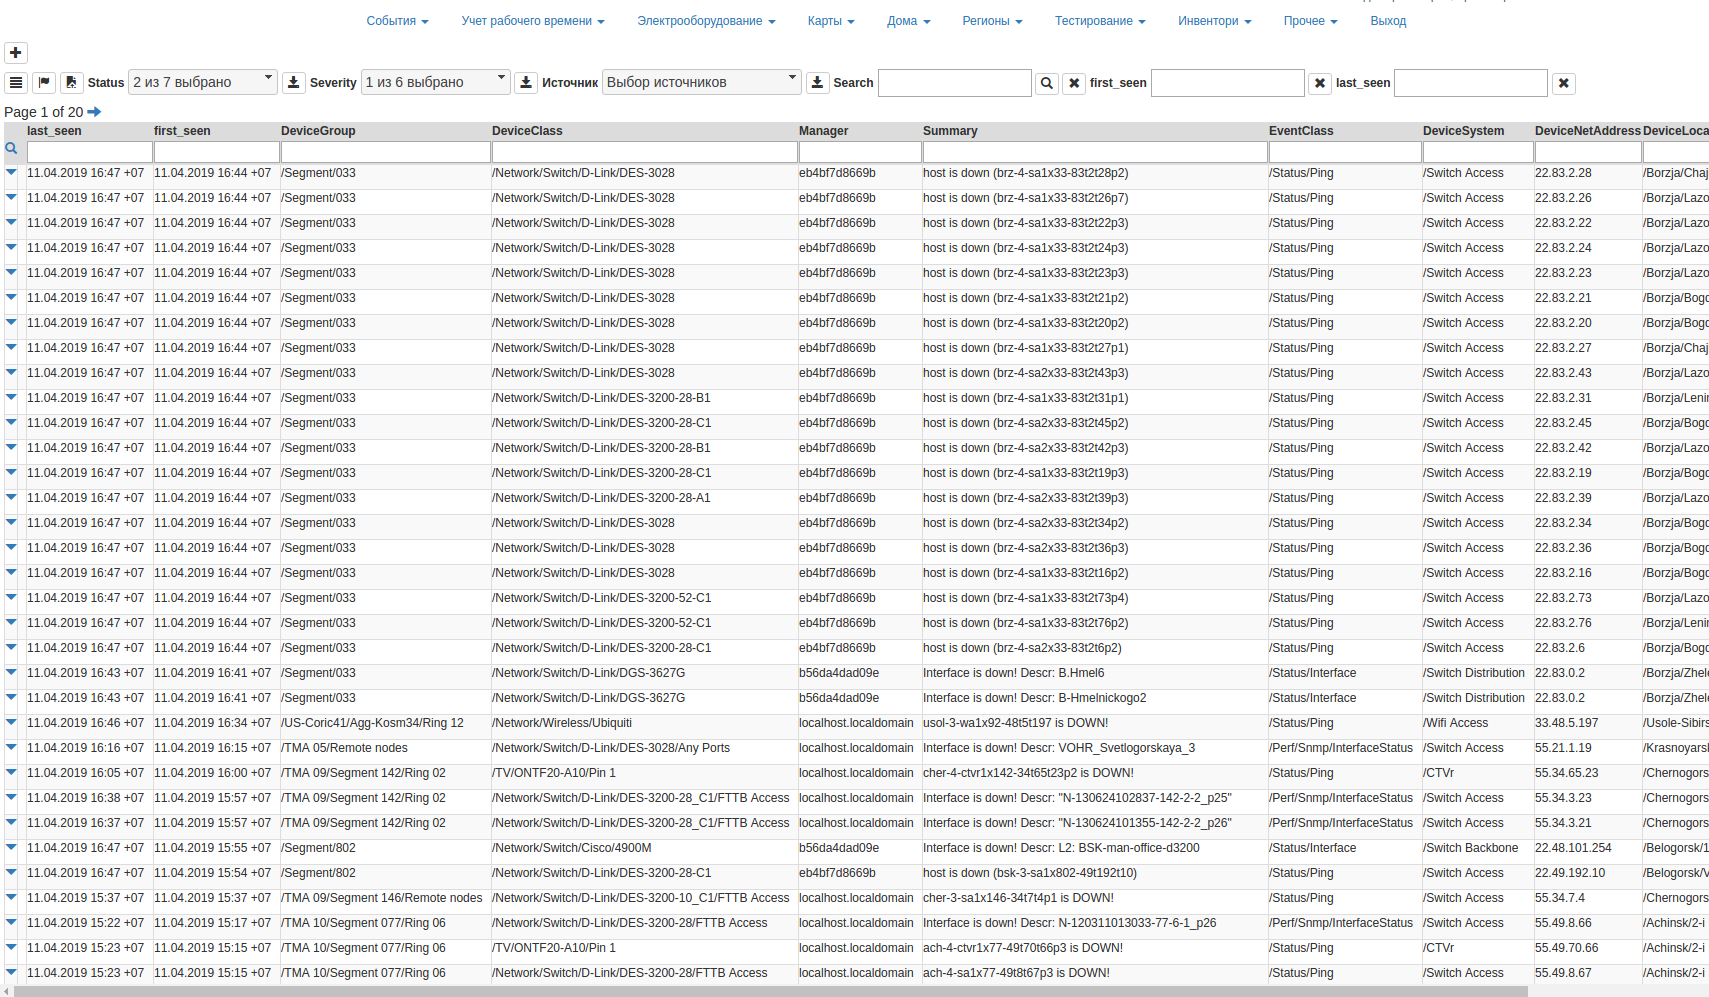 События Учет рабочего времени Электрооборудование Карты Дома Регионы Тестирование Инвентори Прочее Выход
Status 2 из 7 выбрано Severity 1 из 6 выбрано Источник Выбор источников Search first_seen last_seen
Page 1 of 20
last_seen first_seen DeviceGroup DeviceClass Manager Summary EventClass DeviceSystem DeviceNetAddress DeviceLoca
11.04.2019 16:47 +07 11.04.2019 16:44 +07 /Segment/033 /Network/Switch/D-Link/DES-3028 eb4bf7d8669b host is down (brz-4-sa1x33-83t2t28p2) /Status/Ping /Switch Access 22.83.2.28 /Borzja/Chaj
11.04.2019 16:47 +07 11.04.2019 16:44 +07 /Segment/033 /Network/Switch/D-Link/DES-3028 eb4bf7d8669b host is down (brz-4-sa1x33-83t2t26p7) /Status/Ping /Switch Access 22.83.2.26 /Borzja/Lazo
11.04.2019 16:47 +07 11.04.2019 16:44 +07 /Segment/033 /Network/Switch/D-Link/DES-3028 eb4bf7d8669b host is down (brz-4-sa1x33-83t2t22p3) /Status/Ping /Switch Access 22.83.2.22 /Borzja/Lazo
11.04.2019 16:47 +07 11.04.2019 16:44 +07 /Segment/033 /Network/Switch/D-Link/DES-3028 eb4bf7d8669b host is down (brz-4-sa1x33-83t2t24p3) /Status/Ping /Switch Access 22.83.2.24 /Borzja/Lazo
11.04.2019 16:47 +07 11.04.2019 16:44 +07 /Segment/033 /Network/Switch/D-Link/DES-3028 eb4bf7d8669b host is down (brz-4-sa1x33-83t2t23p3) /Status/Ping /Switch Access 22.83.2.23 /Borzja/Lazo
11.04.2019 16:47 +07 11.04.2019 16:44 +07 /Segment/033 /Network/Switch/D-Link/DES-3028 eb4bf7d8669b host is down (brz-4-sa1x33-83t2t21p2) /Status/Ping /Switch Access 22.83.2.21 /Borzja/Bogo
11.04.2019 16:47 +07 11.04.2019 16:44 +07 /Segment/033 /Network/Switch/D-Link/DES-3028 eb4bf7d8669b host is down (brz-4-sa1x33-83t2t20p2) /Status/Ping /Switch Access 22.83.2.20 /Borzja/Bogo
11.04.2019 16:47 +07 11.04.2019 16:44 +07 /Segment/033 /Network/Switch/D-Link/DES-3028 eb4bf7d8669b host is down (brz-4-sa1x33-83t2t27p1) /Status/Ping /Switch Access 22.83.2.27 /Borzja/Chaj
11.04.2019 16:47 +07 11.04.2019 16:44 +07 /Segment/033 /Network/Switch/D-Link/DES-3028 eb4bf7d8669b host is down (brz-4-sa2x33-83t2t43p3) /Status/Ping /Switch Access 22.83.2.43 /Borzja/Lazo
11.04.2019 16:47 +07 11.04.2019 16:44 +07 /Segment/033 /Network/Switch/D-Link/DES-3200-28-B1 eb4bf7d8669b host is down (brz-4-sa1x33-83t2t31p1) /Status/Ping /Switch Access 22.83.2.31 /Borzja/Lenin
11.04.2019 16:47 +07 11.04.2019 16:44 +07 /Segment/033 /Network/Switch/D-Link/DES-3200-28-C1 eb4bf7d8669b host is down (brz-4-sa2x33-83t2t45p2) /Status/Ping /Switch Access 22.83.2.45 /Borzja/Bogo
11.04.2019 16:47 +07 11.04.2019 16:44 +07 /Segment/033 /Network/Switch/D-Link/DES-3200-28-B1 eb4bf7d8669b host is down (brz-4-sa2x33-83t2t42p3) /Status/Ping /Switch Access 22.83.2.42 /Borzja/Lazo
11.04.2019 16:47 +07 11.04.2019 16:44 +07 /Segment/033 /Network/Switch/D-Link/DES-3200-28-C1 eb4bf7d8669b host is down (brz-4-sa1x33-83t2t19p3) /Status/Ping /Switch Access 22.83.2.19 /Borzja/Bogo
11.04.2019 16:47 +07 11.04.2019 16:44 +07 /Segment/033 /Network/Switch/D-Link/DES-3200-28-A1 eb4bf7d8669b host is down (brz-4-sa2x33-83t2t39p3) /Status/Ping /Switch Access 22.83.2.39 /Borzja/Lazo
11.04.2019 16:47 +07 11.04.2019 16:44 +07 /Segment/033 /Network/Switch/D-Link/DES-3028 eb4bf7d8669b host is down (brz-4-sa2x33-83t2t34p2) /Status/Ping /Switch Access 22.83.2.34 /Borzja/Bogo
11.04.2019 16:47 +07 11.04.2019 16:44 +07 /Segment/033 /Network/Switch/D-Link/DES-3028 eb4bf7d8669b host is down (brz-4-sa2x33-83t2t36p3) /Status/Ping /Switch Access 22.83.2.36 /Borzja/Bogo
11.04.2019 16:47 +07 11.04.2019 16:44 +07 /Segment/033 /Network/Switch/D-Link/DES-3028 eb4bf7d8669b host is down (brz-4-sa1x33-83t2t16p2) /Status/Ping /Switch Access 22.83.2.16 /Borzja/Bogo
11.04.2019 16:47 +07 11.04.2019 16:44 +07 /Segment/033 /Network/Switch/D-Link/DES-3200-52-C1 eb4bf7d8669b host is down (brz-4-sa1x33-83t2t73p4) /Status/Ping /Switch Access 22.83.2.73 /Borzja/Lazo
11.04.2019 16:47 +07 11.04.2019 16:44 +07 /Segment/033 /Network/Switch/D-Link/DES-3200-52-C1 eb4bf7d8669b host is down (brz-4-sa1x33-83t2t76p2) /Status/Ping /Switch Access 22.83.2.76 /Borzja/Lenin
11.04.2019 16:47 +07 11.04.2019 16:44 +07 /Segment/033 /Network/Switch/D-Link/DES-3200-28-C1 eb4bf7d8669b host is down (brz-4-sa2x33-83t2t6p2) /Status/Ping /Switch Access 22.83.2.6 /Borzja/Bogo
11.04.2019 16:43 +07 11.04.2019 16:41 +07 /Segment/033 /Network/Switch/D-Link/DGS-3627G b56da4dad09e Interface is down! Descr: B.Hmel6 /Status/Interface /Switch Distribution 22.83.0.2 /Borzja/Zhele
11.04.2019 16:43 +07 11.04.2019 16:41 +07 /Segment/033 /Network/Switch/D-Link/DGS-3627G b56da4dad09e Interface is down! Descr: B-Hmelnickogo2 /Status/Interface /Switch Distribution 22.83.0.2 /Borzja/Zhele
11.04.2019 16:46 +07 11.04.2019 16:34 +07 /US-Coric41/Agg-Kosm34/Ring 12 /Network/Wireless/Ubiquiti localhost.localdomain usol-3-wa1x92-48t5t197 is DOWN! /Status/Ping /Wifi Access 33.48.5.197 /Usole-Sibirs
11.04.2019 16:16 +07 11.04.2019 16:15 +07 /TMA 05/Remote nodes /Network/Switch/D-Link/DES-3028/Any Ports localhost.localdomain Interface is down! Descr: VOHR_Svetlogorskaya_3 /Perf/Snmp/InterfaceStatus /Switch Access 55.21.1.19 /Krasnoyarsk
11.04.2019 16:05 +07 11.04.2019 16:00 +07 /TMA 09/Segment 142/Ring 02 /TV/ONTF20-A10/Pin 1 localhost.localdomain cher-4-ctvr1x142-34t65t23p2 is DOWN! /Status/Ping /CTVr 55.34.65.23 /Chernogors
11.04.2019 16:38 +07 11.04.2019 15:57 +07 /TMA 09/Segment 142/Ring 02 /Network/Switch/D-Link/DES-3200-28_C1/FTTB Access localhost.localdomain Interface is down! Descr: "N-130624102837-142-2-2_p25" /Perf/Snmp/InterfaceStatus /Switch Access 55.34.3.23 /Chernogors
11.04.2019 16:37 +07 11.04.2019 15:57 +07 /TMA 09/Segment 142/Ring 02 /Network/Switch/D-Link/DES-3200-28_C1/FTTB Access localhost.localdomain Interface is down! Descr: "N-130624101355-142-2-2_p26" /Perf/Snmp/InterfaceStatus /Switch Access 55.34.3.21 /Chernogors
11.04.2019 16:47 +07 11.04.2019 15:55 +07 /Segment/802 /Network/Switch/Cisco/4900M b56da4dad09e Interface is down! Descr: L2: BSK-man-office-d3200 /Status/Interface /Switch Backbone 22.48.101.254 /Belogorsk/1
11.04.2019 16:47 +07 11.04.2019 15:54 +07 /Segment/802 /Network/Switch/D-Link/DES-3200-28-C1 eb4bf7d8669b host is down (bsk-3-sa1x802-49t192t10) /Status/Ping /Switch Access 22.49.192.10 /Belogorsk/V
11.04.2019 15:37 +07 11.04.2019 15:37 +07 /TMA 09/Segment 146/Remote nodes /Network/Switch/D-Link/DES-3200-10_C1/FTTB Access localhost.localdomain cher-3-sa1x146-34t7t4p1 is DOWN! /Status/Ping /Switch Access 55.34.7.4 /Chernogors
11.04.2019 15:22 +07 11.04.2019 15:17 +07 /TMA 10/Segment 077/Ring 06 /Network/Switch/D-Link/DES-3200-28/FTTB Access localhost.localdomain Interface is down! Descr: N-120311013033-77-6-1_p26 /Perf/Snmp/InterfaceStatus /Switch Access 55.49.8.66 /Achinsk/2-i
11.04.2019 15:23 +07 11.04.2019 15:15 +07 /TMA 10/Segment 077/Ring 06 /TV/ONTF20-A10/Pin 1 localhost.localdomain ach-4-ctvr1x77-49t70t66p3 is DOWN! /Status/Ping /CTVr 55.49.70.66 /Achinsk/2-i
11.04.2019 15:23 +07 11.04.2019 15:15 +07 /TMA 10/Segment 077/Ring 06 /Network/Switch/D-Link/DES-3200-28/FTTB Access localhost.localdomain ach-4-sa1x77-49t8t67p3 is DOWN! /Status/Ping /Switch Access 55.49.8.67 /Achinsk/2-i